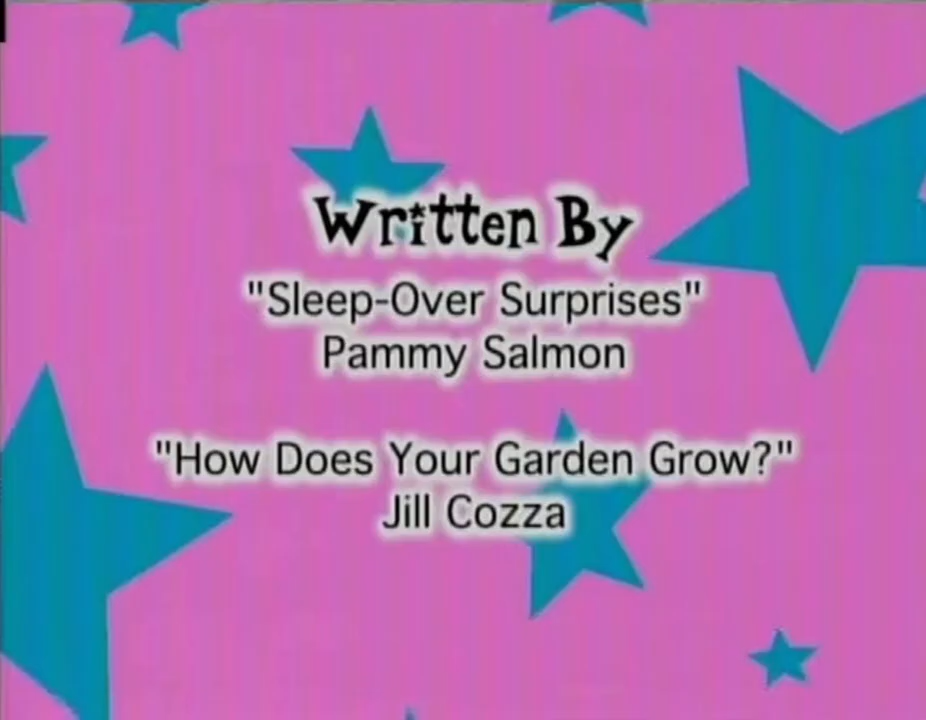 Written By
"Sleep-Over Surprises"
Pammy Salmon
"How Does Your Garden Grow?"
Jill Cozza